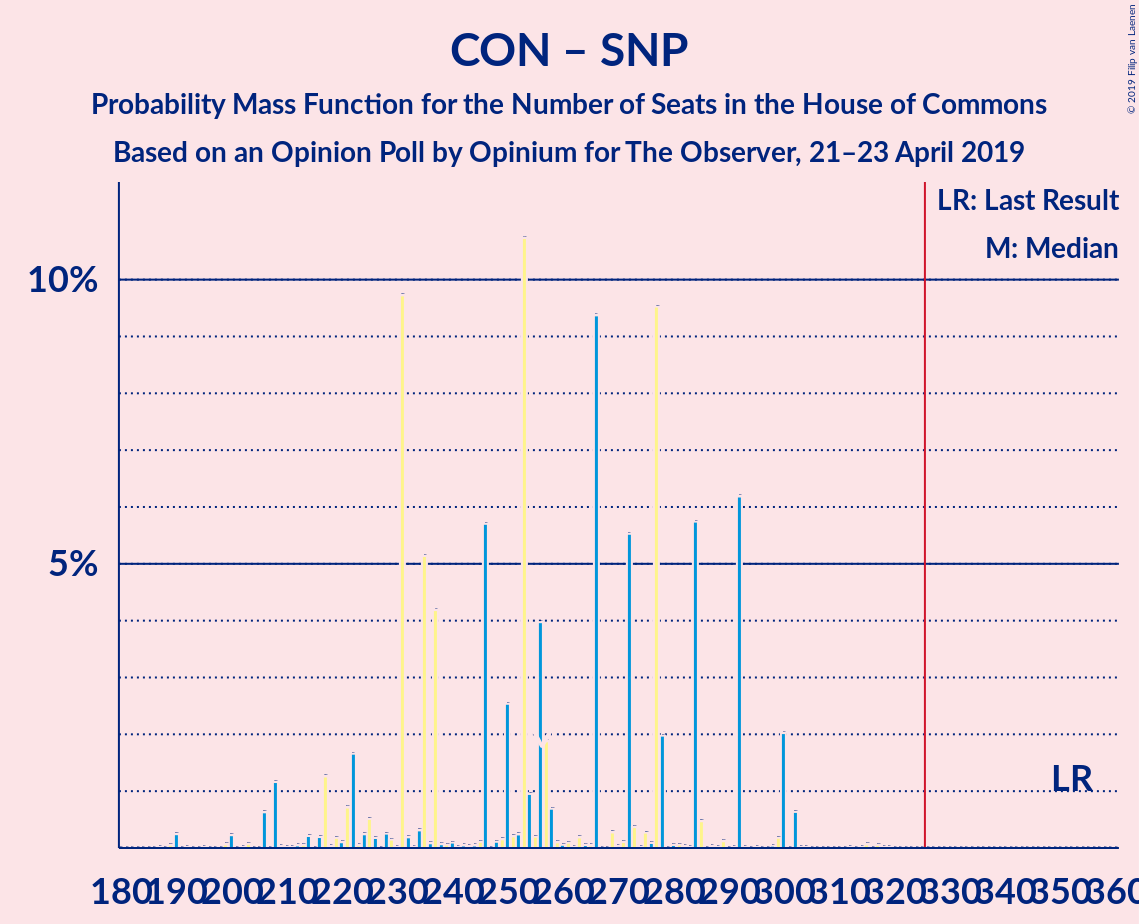 CON – SNP
Probability Mass Function for the Number of Seats in the House of Commons
Based on an Opinion Poll by Opinium for The Observer, 21–23 April 2019
© 2019 Filip van Laenen
LR: Last Result
M: Median
10%
5%
LR
180 190 200 210 220 230 240 250 260 270 280 290 300 310 320 330 340 350 360